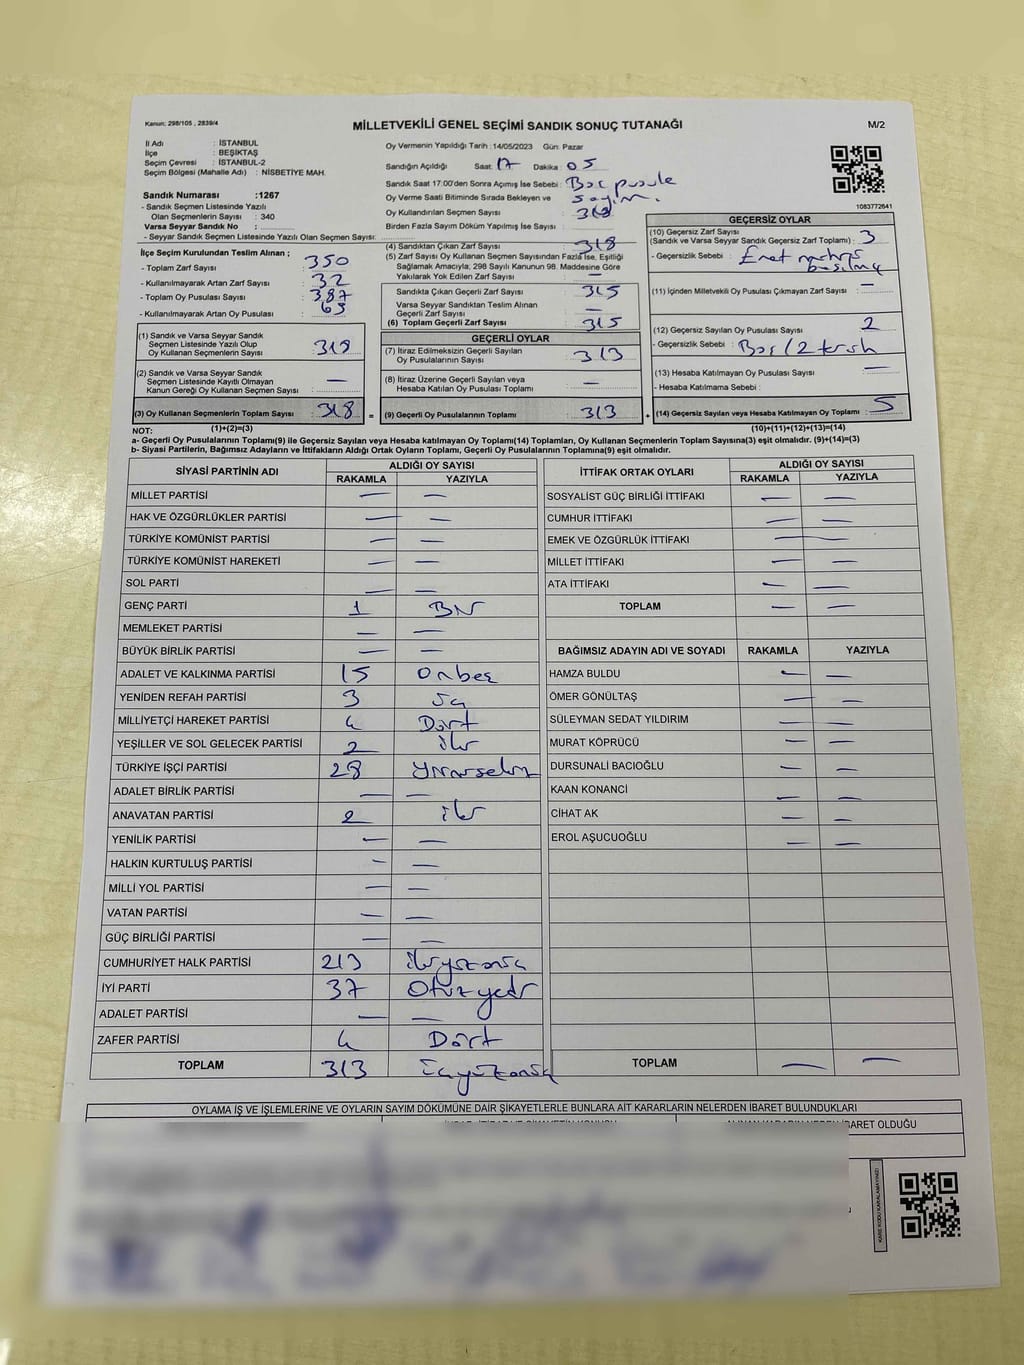 Kanun: 298/105 , 2839/4
MİLLETVEKİLİ GENEL SEÇİMİ SANDIK SONUÇ TUTANAĞI
M/2
İl Adı : İSTANBUL
İlçe : BEŞİKTAŞ
Seçim Çevresi : İSTANBUL-2
Seçim Bölgesi (Mahalle Adı) : NİSBETİYE MAH.
Sandık Numarası :1267
- Sandık Seçmen Listesinde Yazılı
Olan Seçmenlerin Sayısı : 340
Varsa Seyyar Sandık No :
- Seyyar Sandık Seçmen Listesinde Yazılı Olan Seçmen Sayısı:
Oy Vermenin Yapıldığı Tarih : 14/05/2023 Gün: Pazar
Sandığın Açıldığı Saat: 17 Dakika : 05
Sandık Saat 17:00'den Sonra Açımış İse Sebebi : Boş pusula
Oy Verme Saati Bitiminde Sırada Bekleyen ve sayım.
Oy Kullandırılan Seçmen Sayısı :
Birden Fazla Sayım Döküm Yapılmış İse Sayısı :
1083772641
İlçe Seçim Kurulundan Teslim Alınan ;
- Toplam Zarf Sayısı : 350
- Kullanılmayarak Artan Zarf Sayısı : 32
- Toplam Oy Pusulası Sayısı : 387
- Kullanılmayarak Artan Oy Pusulası : 65
(4) Sandıktan Çıkan Zarf Sayısı : 318
(5) Zarf Sayısı Oy Kullanan Seçmen Sayısından Fazla İse, Eşitliği
Sağlamak Amacıyla; 298 Sayılı Kanunun 98. Maddesine Göre
Yakılarak Yok Edilen Zarf Sayısı : —
Sandıkta Çıkan Geçerli Zarf Sayısı : 315
Varsa Seyyar Sandıktan Teslim Alınan
Geçerli Zarf Sayısı : —
(6) Toplam Geçerli Zarf Sayısı : 315
GEÇERSİZ OYLAR
(10) Geçersiz Zarf Sayısı
(Sandık ve Varsa Seyyar Sandık Geçersiz Zarf Toplamı) : 3
- Geçersizlik Sebebi :
(11) İçinden Milletvekili Oy Pusulası Çıkmayan Zarf Sayısı : —
(12) Geçersiz Sayılan Oy Pusulası Sayısı : 2
- Geçersizlik Sebebi : Boş / 2 tercih
(13) Hesaba Katılmayan Oy Pusulası Sayısı : —
- Hesaba Katılmama Sebebi :
(1) Sandık ve Varsa Seyyar Sandık
Seçmen Listesinde Yazılı Olup
Oy Kullanan Seçmenlerin Sayısı : 318
(2) Sandık ve Varsa Seyyar Sandık
Seçmen Listesinde Kayıtlı Olmayan
Kanun Gereği Oy Kullanan Seçmen Sayısı : —
GEÇERLİ OYLAR
(7) İtiraz Edilmeksizin Geçerli Sayılan
Oy Pusulalarının Sayısı : 313
(8) İtiraz Üzerine Geçerli Sayılan veya
Hesaba Katılan Oy Pusulası Toplamı : —
(3) Oy Kullanan Seçmenlerin Toplam Sayısı : 318 = (9) Geçerli Oy Pusulalarının Toplamı : 313 + (14) Geçersiz Sayılan veya Hesaba Katılmayan Oy Toplamı : 5
(1)+(2)=(3)
(10)+(11)+(12)+(13)=(14)
NOT:
a- Geçerli Oy Pusulalarının Toplamı(9) ile Geçersiz Sayılan veya Hesaba katılmayan Oy Toplamı(14) Toplamları, Oy Kullanan Seçmenlerin Toplam Sayısına(3) eşit olmalıdır. (9)+(14)=(3)
b- Siyasi Partilerin, Bağımsız Adayların ve İttifakların Aldığı Ortak Oyların Toplamı, Geçerli Oy Pusulalarının Toplamına(9) eşit olmalıdır.
SİYASİ PARTİNİN ADI ALDIĞI OY SAYISI
RAKAMLA YAZIYLA
MİLLET PARTİSİ — —
HAK VE ÖZGÜRLÜKLER PARTİSİ — —
TÜRKİYE KOMÜNİST PARTİSİ — —
TÜRKİYE KOMÜNİST HAREKETİ — —
SOL PARTİ — —
GENÇ PARTİ 1 Bir
MEMLEKET PARTİSİ — —
BÜYÜK BİRLİK PARTİSİ — —
ADALET VE KALKINMA PARTİSİ 15 Onbeş
YENİDEN REFAH PARTİSİ 3 Üç
MİLLİYETÇİ HAREKET PARTİSİ 4 Dört
YEŞİLLER VE SOL GELECEK PARTİSİ 2 iki
TÜRKİYE İŞÇİ PARTİSİ 28 Yirmisekiz
ADALET BİRLİK PARTİSİ — —
ANAVATAN PARTİSİ 2 iki
YENİLİK PARTİSİ — —
HALKIN KURTULUŞ PARTİSİ — —
MİLLİ YOL PARTİSİ — —
VATAN PARTİSİ — —
GÜÇ BİRLİĞİ PARTİSİ — —
CUMHURİYET HALK PARTİSİ 213 ikiyüzonüç
İYİ PARTİ 37 Otuzyedi
ADALET PARTİSİ — —
ZAFER PARTİSİ 4 Dört
TOPLAM 313 üçyüzonüç
İTTİFAK ORTAK OYLARI ALDIĞI OY SAYISI
RAKAMLA YAZIYLA
SOSYALİST GÜÇ BİRLİĞİ İTTİFAKI — —
CUMHUR İTTİFAKI — —
EMEK VE ÖZGÜRLÜK İTTİFAKI — —
MİLLET İTTİFAKI — —
ATA İTTİFAKI — —
TOPLAM — —
BAĞIMSIZ ADAYIN ADI VE SOYADI RAKAMLA YAZIYLA
HAMZA BULDU — —
ÖMER GÖNÜLTAŞ — —
SÜLEYMAN SEDAT YILDIRIM — —
MURAT KÖPRÜCÜ — —
DURSUNALİ BACIOĞLU — —
KAAN KONANCİ — —
CİHAT AK — —
EROL AŞUCUOĞLU — —
TOPLAM — —
OYLAMA İŞ VE İŞLEMLERİNE VE OYLARIN SAYIM DÖKÜMÜNE DAİR ŞİKAYETLERLE BUNLARA AİT KARARLARIN NELERDEN İBARET BULUNDUKLARI
OLDUĞU
KARE KODU KARALAMAYINIZ!